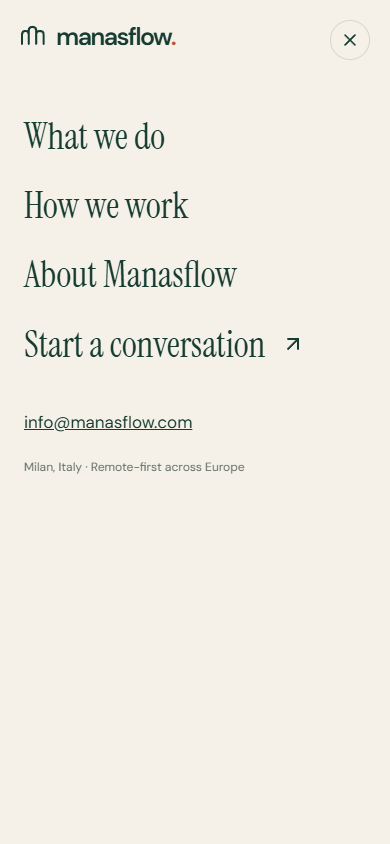 manasflow.
What we do
How we work
About Manasflow
Start a conversation
info@manasflow.com
Milan, Italy · Remote-first across Europe